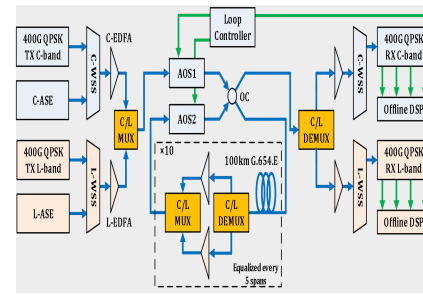 400G QPSK
TX C-band
C-WSS
C-EDFA
C-ASE
400G QPSK
TX L-band
L-WSS
L-EDFA
L-ASE
C/L
MUX
Loop
Controller
AOS1
AOS2
OC
×10
100km G.654.E
C/L
MUX
C/L
DEMUX
Equalized every
5 spans
C/L
DEMUX
C-WSS
400G QPSK
RX C-band
Offline DSP
L-WSS
400G QPSK
RX L-band
Offline DSP